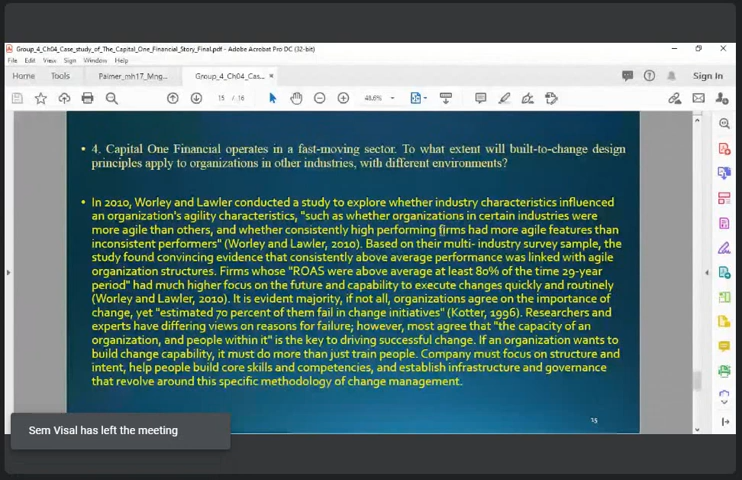 Group_4_Ch04_Case_study_of_The_Capital_One_Financial_Story_Final.pdf - Adobe Acrobat Pro DC (32-bit)
File Edit View Sign Window Help
Home Tools Palmer_mh17_Mng... Group_4_Ch04_Cas... × Sign In
15 / 16 48.6%
• 4. Capital One Financial operates in a fast-moving sector. To what extent will built-to-change design
principles apply to organizations in other industries, with different environments?
• In 2010, Worley and Lawler conducted a study to explore whether industry characteristics influenced
an organization's agility characteristics, "such as whether organizations in certain industries were
more agile than others, and whether consistently high performing firms had more agile features than
inconsistent performers" (Worley and Lawler, 2010). Based on their multi- industry survey sample, the
study found convincing evidence that consistently above average performance was linked with agile
organization structures. Firms whose "ROAS were above average at least 80% of the time 29-year
period" had much higher focus on the future and capability to execute changes quickly and routinely
(Worley and Lawler, 2010). It is evident majority, if not all, organizations agree on the importance of
change, yet "estimated 70 percent of them fail in change initiatives" (Kotter, 1996). Researchers and
experts have differing views on reasons for failure; however, most agree that "the capacity of an
organization, and people within it" is the key to driving successful change. If an organization wants to
build change capability, it must do more than just train people. Company must focus on structure and
intent, help people build core skills and competencies, and establish infrastructure and governance
that revolve around this specific methodology of change management.
15
Sem Visal has left the meeting